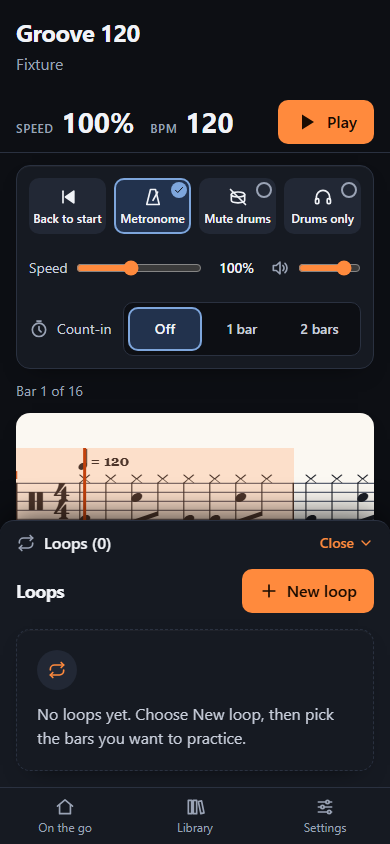 Groove 120
Fixture
SPEED 100% BPM 120 Play
Back to start Metronome Mute drums Drums only
Speed 100%
Count-in Off 1 bar 2 bars
Bar 1 of 16
= 120
4
4
Loops (0) Close
Loops New loop
No loops yet. Choose New loop, then pick
the bars you want to practice.
On the go Library Settings